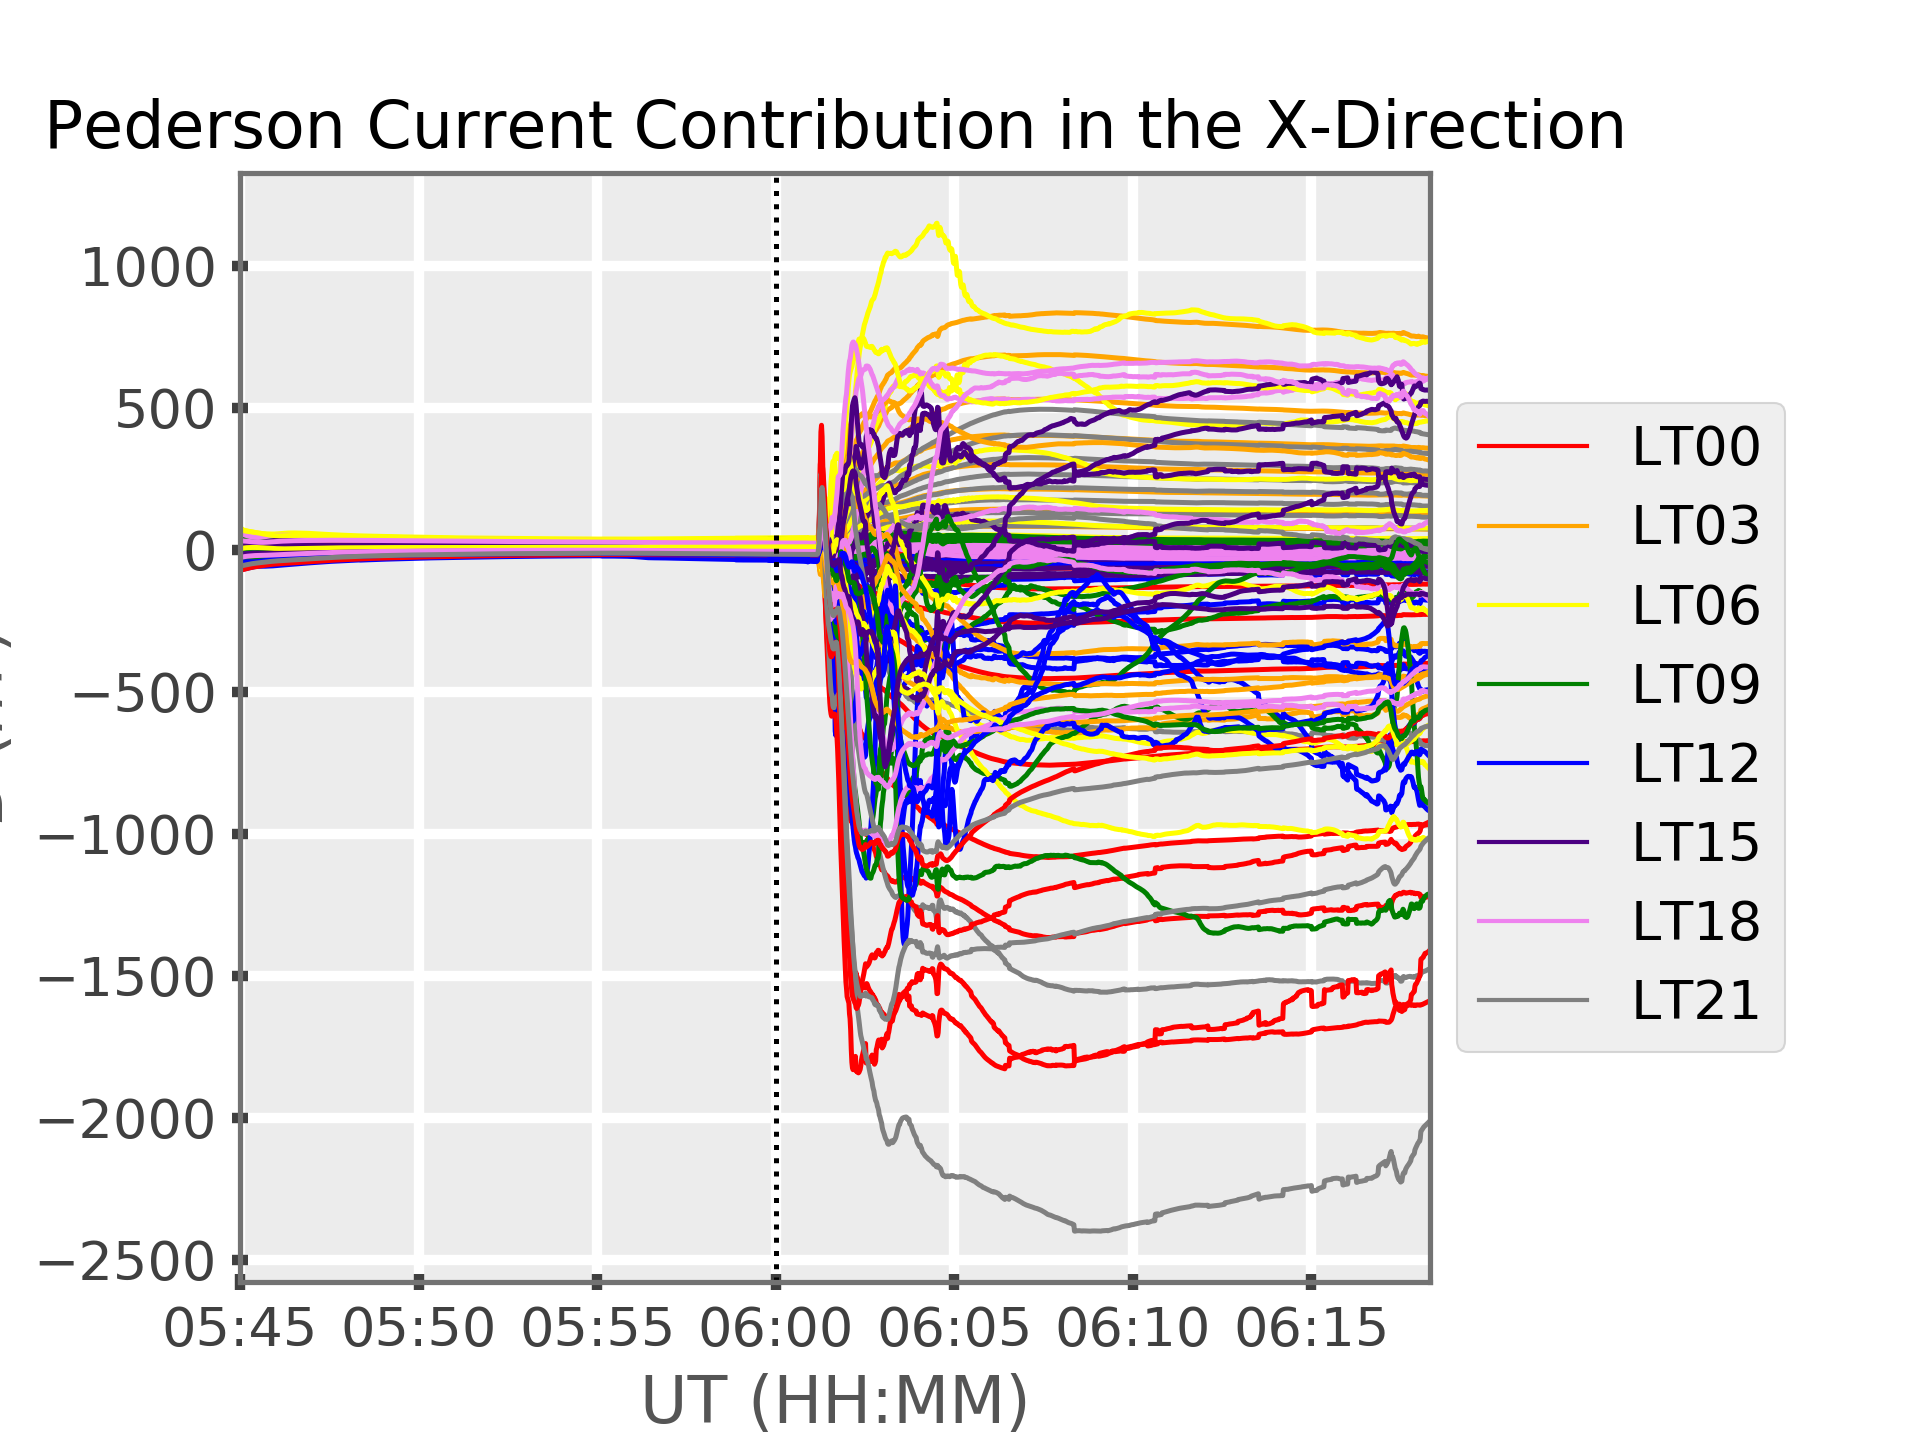 Pederson Current Contribution in the X-Direction
1000
500
0
−500
−1000
−1500
−2000
−2500
05:45 05:50 05:55 06:00 06:05 06:10 06:15
UT (HH:MM)
LT00
LT03
LT06
LT09
LT12
LT15
LT18
LT21